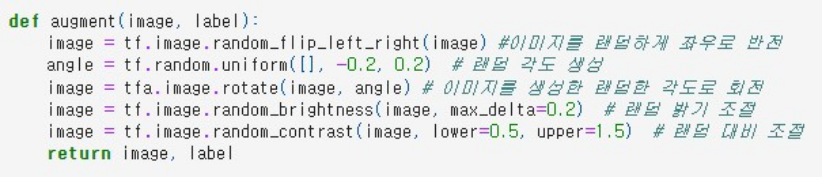 def augment(image, label):
    image = tf.image.random_flip_left_right(image) #이미지를 랜덤하게 좌우로 반전
    angle = tf.random.uniform([], -0.2, 0.2)  # 랜덤 각도 생성
    image = tfa.image.rotate(image, angle) # 이미지를 생성한 랜덤한 각도로 회전
    image = tf.image.random_brightness(image, max_delta=0.2)  # 랜덤 밝기 조절
    image = tf.image.random_contrast(image, lower=0.5, upper=1.5)  # 랜덤 대비 조절
    return image, label